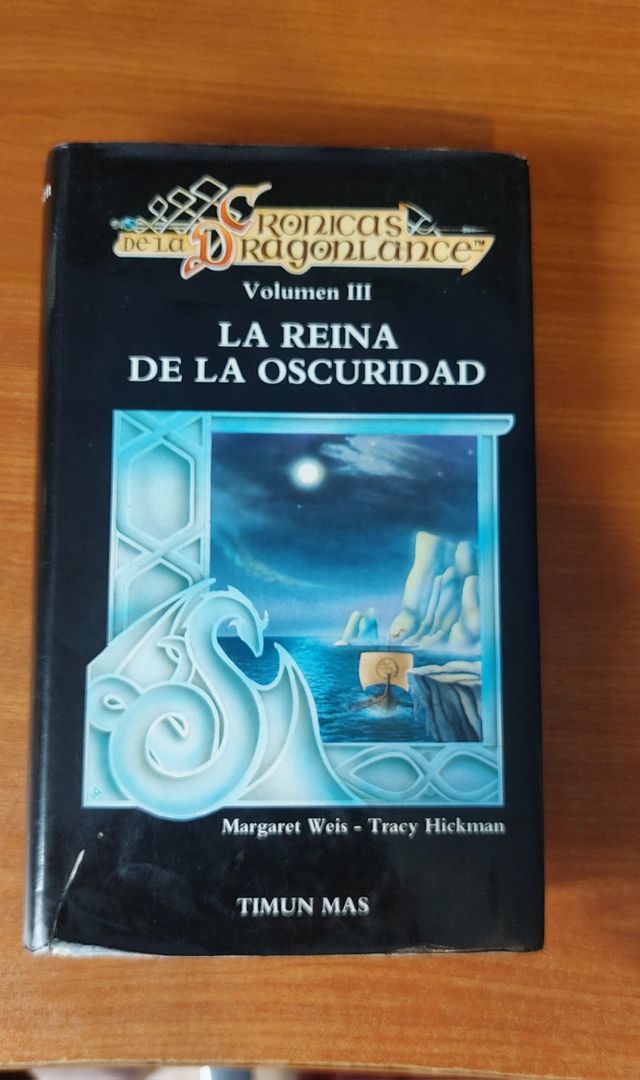 CRONICAS
DE LA DRAGONLANCE™
Volumen III
LA REINA
DE LA OSCURIDAD
Margaret Weis - Tracy Hickman
TIMUN MAS